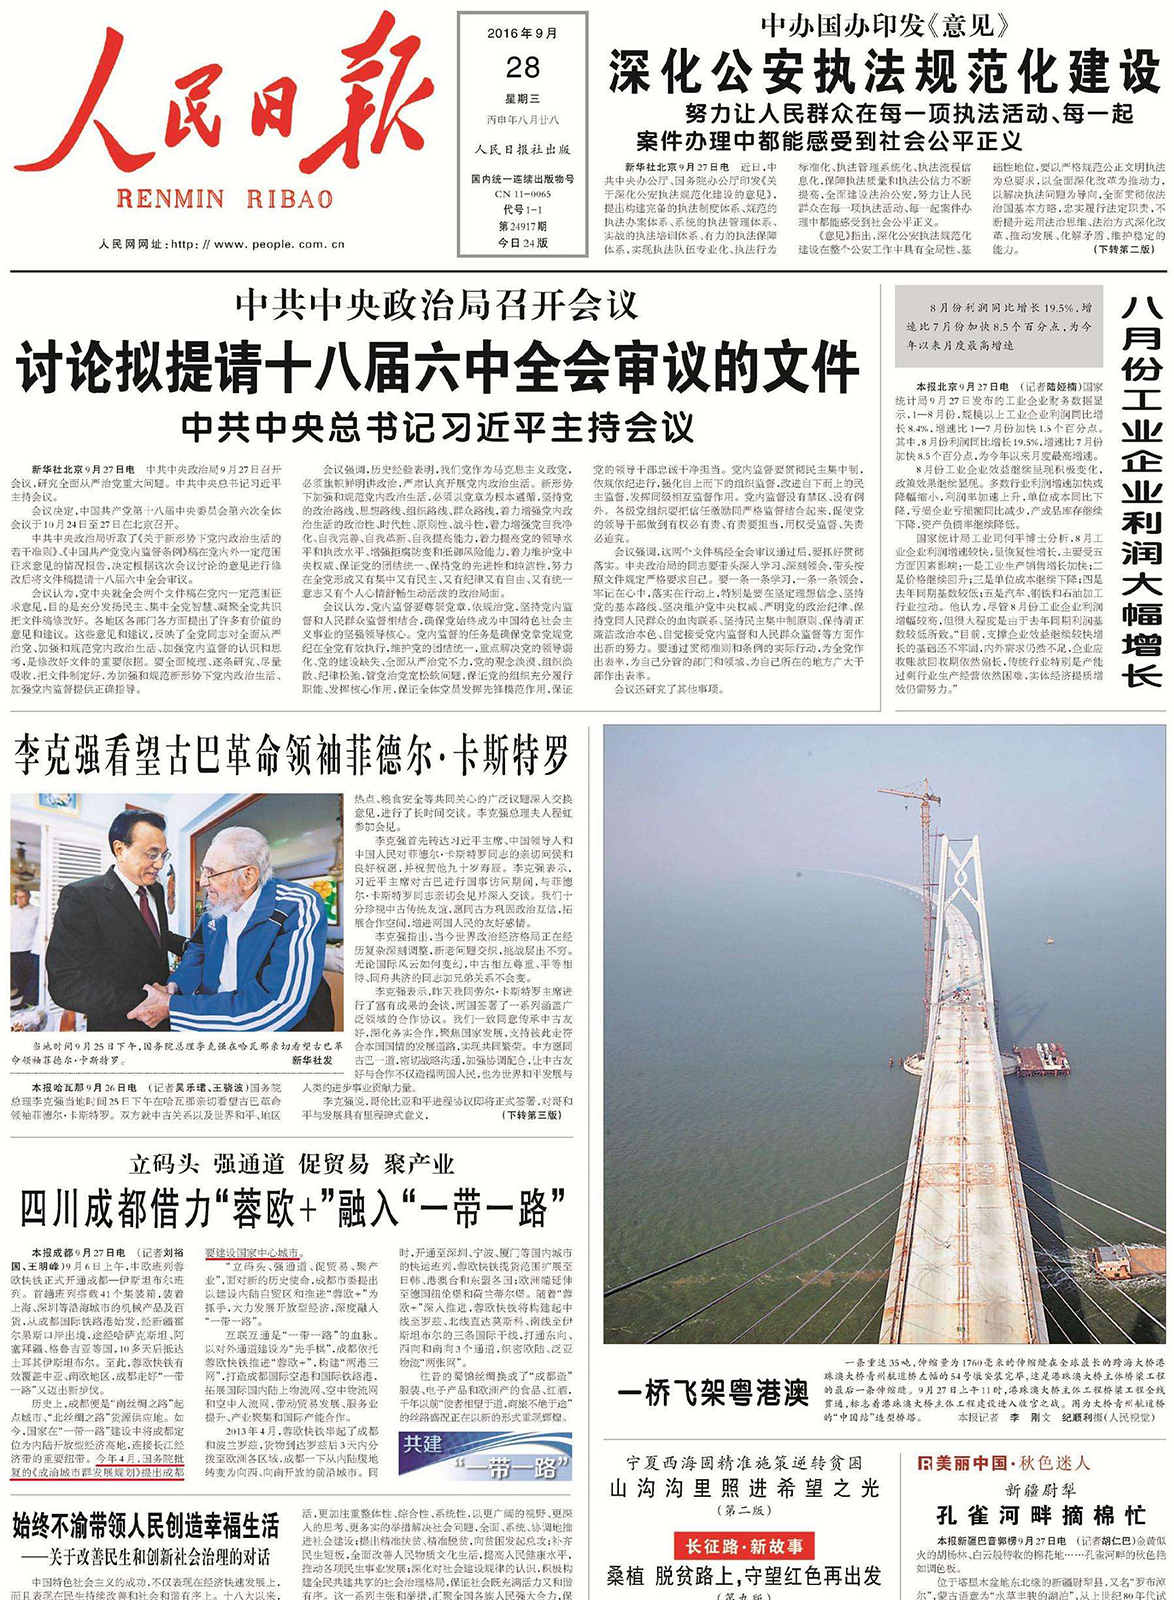 人民日报
RENMIN RIBAO
人民网网址:http://www.people.com.cn
2016年9月
28
星期三
丙申年八月廿八
人民日报社出版
国内统一连续出版物号
CN 11-0065
代号1-1
第24917期
今日24版
中办国办印发《意见》
深化公安执法规范化建设
努力让人民群众在每一项执法活动、每一起
案件办理中都能感受到社会公平正义
新华社北京9月27日电 近日,中
共中央办公厅、国务院办公厅印发《关
于深化公安执法规范化建设的意见》,
提出构建完备的执法制度体系、规范的
执法办案体系、系统的执法管理体系、
实战的执法培训体系、有力的执法保障
体系,实现执法队伍专业化、执法行为
标准化、执法管理系统化、执法流程信
息化,保障执法质量和执法公信力不断
提高,全面建设法治公安,努力让人民
群众在每一项执法活动、每一起案件办
理中都能感受到社会公平正义。
《意见》指出,深化公安执法规范化
建设在整个公安工作中具有全局性、基
础性地位,要以严格规范公正文明执法
为总要求,以全面深化改革为推动力,
以解决执法问题为导向,全面贯彻依法
治国基本方略,忠实履行法定职责,不
断提升运用法治思维、法治方式深化改
革、推动发展、化解矛盾、维护稳定的
能力。 (下转第二版)
中共中央政治局召开会议
讨论拟提请十八届六中全会审议的文件
中共中央总书记习近平主持会议
新华社北京9月27日电 中共中央政治局9月27日召开
会议,研究全面从严治党重大问题。中共中央总书记习近平
主持会议。
会议决定,中国共产党第十八届中央委员会第六次全体
会议于10月24日至27日在北京召开。
中共中央政治局听取了《关于新形势下党内政治生活的
若干准则》、《中国共产党党内监督条例》稿在党内外一定范围
征求意见的情况报告,决定根据这次会议讨论的意见进行修
改后将文件稿提请十八届六中全会审议。
会议认为,党中央就全会两个文件稿在党内一定范围征
求意见,目的是充分发扬民主、集中全党智慧、凝聚全党共识
把文件稿修改好。各地区各部门各方面提出了许多有价值的
意见和建议。这些意见和建议,反映了全党同志对全面从严
治党、加强和规范党内政治生活、加强党内监督的认识和思
考,是修改好文件的重要依据。要全面梳理、逐条研究、尽量
吸收,把文件制定好,为加强和规范新形势下党内政治生活、
加强党内监督提供正确指导。
会议强调,历史经验表明,我们党作为马克思主义政党,
必须旗帜鲜明讲政治,严肃认真开展党内政治生活。新形势
下加强和规范党内政治生活,必须以党章为根本遵循,坚持党
的政治路线、思想路线、组织路线、群众路线,着力增强党内政
治生活的政治性、时代性、原则性、战斗性,着力增强党自我净
化、自我完善、自我革新、自我提高能力,着力提高党的领导水
平和执政水平、增强拒腐防变和抵御风险能力,着力维护党中
央权威、保证党的团结统一、保持党的先进性和纯洁性,努力
在全党形成又有集中又有民主、又有纪律又有自由、又有统一
意志又有个人心情舒畅生动活泼的政治局面。
会议认为,党内监督要尊崇党章,依规治党,坚持党内监
督和人民群众监督相结合,确保党始终成为中国特色社会主
义事业的坚强领导核心。党内监督的任务是确保党章党规党
纪在全党有效执行,维护党的团结统一,重点解决党的领导弱
化、党的建设缺失、全面从严治党不力,党的观念淡漠、组织涣
散、纪律松弛,管党治党宽松软问题,保证党的组织充分履行
职能、发挥核心作用,保证全体党员发挥先锋模范作用,保证
党的领导干部忠诚干净担当。党内监督要贯彻民主集中制,
依规依纪进行,强化自上而下的组织监督,改进自下而上的民
主监督,发挥同级相互监督作用。党内监督没有禁区、没有例
外。各级党组织要把信任激励同严格监督结合起来,促使党
的领导干部做到有权必有责、有责要担当,用权受监督、失责
必追究。
会议强调,这两个文件稿经全会审议通过后,要抓好贯彻
落实。中央政治局的同志要带头深入学习、深刻领会,带头按
照文件规定严格要求自己。要一条一条学习,一条一条领会,
牢记在心中,落实在行动上,特别是要在坚定理想信念、坚持
党的基本路线、坚决维护党中央权威、严明党的政治纪律、保
持党同人民群众的血肉联系、坚持民主集中制原则、保持清正
廉洁政治本色、自觉接受党内监督和人民群众监督等方面作
出新的努力。要通过贯彻准则和条例的实际行动,为全党作
出表率,为自己分管的部门和领域、为自己所在的地方广大干
部作出表率。
会议还研究了其他事项。
8月份利润同比增长19.5%,增
速比7月份加快8.5个百分点,为今
年以来月度最高增速
八月份工业企业利润大幅增长
本报北京9月27日电 (记者陆娅楠)国家
统计局9月27日发布的工业企业财务数据显
示,1—8月份,规模以上工业企业利润同比增
长8.4%,增速比1—7月份加快1.5个百分点。
其中,8月份利润同比增长19.5%,增速比7月份
加快8.5个百分点,为今年以来月度最高增速。
8月份工业企业效益继续呈现积极变化,
政策效果继续显现。多数行业利润增速加快或
降幅缩小,利润率加速上升,单位成本同比下
降,亏损企业亏损额同比减少,产成品库存继续
下降,资产负债率继续降低。
国家统计局工业司何平博士分析,8月工
业企业利润增速较快,量恢复性增长,主要受五
方面因素影响:一是工业生产销售增长加快;二
是价格继续回升;三是单位成本继续下降;四是
去年同期基数较低;五是汽车、钢铁和石油加工
行业拉动。他认为,尽管8月份工业企业利润
增幅较高,但很大程度是由于去年同期利润基
数较低所致。“目前,支撑企业效益继续较快增
长的基础还不牢固,内外需求仍然不足,企业应
收账款回收期依然偏长,传统行业特别是产能
过剩行业生产经营依然困难,实体经济提质增
效仍需努力。”
李克强看望古巴革命领袖菲德尔·卡斯特罗
当地时间9月25日下午,国务院总理李克强在哈瓦那亲切看望古巴革
命领袖菲德尔·卡斯特罗。 新华社发
本报哈瓦那9月26日电 (记者吴乐珺、王骁波)国务院
总理李克强当地时间25日下午在哈瓦那亲切看望古巴革命
领袖菲德尔·卡斯特罗。双方就中古关系以及世界和平、地区
热点、粮食安全等共同关心的广泛议题深入交换
意见,进行了长时间交谈。李克强总理夫人程虹
参加会见。
李克强首先转达习近平主席、中国领导人和
中国人民对菲德尔·卡斯特罗同志的亲切问侯和
良好祝愿,并祝贺他九十岁寿辰。李克强表示,
习近平主席对古巴进行国事访问期间,与菲德
尔·卡斯特罗同志亲切会见并深入交谈。我们十
分珍视中古传统友谊,愿同古方巩固政治互信,拓
展合作空间,增进两国人民的友好感情。
李克强指出,当今世界政治经济格局正在经
历复杂深刻调整,新老问题交织,挑战层出不穷。
无论国际风云如何变幻,中古相互尊重、平等相
待、同舟共济的同志加兄弟关系不会变。
李克强表示,昨天我同劳尔·卡斯特罗主席进
行了富有成果的会谈,两国签署了一系列涵盖广
泛领域的合作协议。我们一致同意传承中古友
好,深化务实合作,聚焦国家发展,支持彼此走符
合本国国情的发展道路,实现共同繁荣。中方愿同
古巴一道,密切战略沟通,加强协调配合,让中古友
好与合作不仅造福两国人民,也为世界和平发展与
人类的进步事业贡献力量。
李克强说,哥伦比亚和平进程协议即将正式签署,对哥和
平与发展具有里程碑式意义, (下转第三版)
立码头 强通道 促贸易 聚产业
四川成都借力“蓉欧+”融入“一带一路”
本报成都9月27日电 (记者刘裕
国、王明峰)9月6日上午,中欧班列蓉
欧快铁正式开通成都—伊斯坦布尔班
列。首趟班列搭载41个集装箱,装着
上海、深圳等沿海城市的机械产品及百
货,从成都国际铁路港始发,经新疆霍
尔果斯口岸出境,途经哈萨克斯坦、阿
塞拜疆、格鲁吉亚等国,10多天后抵达
土耳其伊斯坦布尔。至此,蓉欧快铁有
效覆盖中亚、南欧地区,成都走好“一带
一路”又迈出新步伐。
历史上,成都便是“南丝绸之路”起
点城市、“北丝绸之路”货源供应地。如
今,国家在“一带一路”建设中将成都定
位为内陆开放型经济高地,连接长江经
济带的重要纽带。今年4月,国务院批
复的《成渝城市群发展规划》提出成都
要建设国家中心城市。
“立码头、强通道、促贸易、聚产
业”,面对新的历史使命,成都市委提出
以建设内陆自贸区和推进“蓉欧+”为
抓手,大力发展开放型经济,深度融入
“一带一路”。
互联互通是“一带一路”的血脉。
以对外通道建设为“先手棋”,成都依托
蓉欧快铁推进“蓉欧+”,构建“两港三
网”,打造成都国际空港和国际铁路港,
拓展国际国内陆上物流网、空中物流网
和空中人流网,带动贸易发展、服务业
提升、产业聚集和国际产能合作。
2013年4月,蓉欧快铁串起了成都
和波兰罗兹,货物到达罗兹后3天内分
拨至欧洲各区域,成都一下从内陆腹地
转变为向西、向南开放的前沿城市。同
时,开通至深圳、宁波、厦门等国内城市
的快运班列,蓉欧快铁揽货范围扩展至
日韩、港澳台和东盟各国;欧洲端延伸
至德国纽伦堡和荷兰蒂尔堡。随着“蓉
欧+”深入推进,蓉欧快铁将构建起中
线至罗兹、北线直达莫斯科、南线至伊
斯坦布尔的三条国际干线,打通东向、
西向和南向3个通道,织密欧陆、泛亚
物流“两张网”。
往昔的蜀锦丝绸换成了“成都造”
服装、电子产品和欧洲产的食品、红酒,
千年以前“使者相望于道,商旅不绝于途”
的丝路盛况正在以新的形式重现辉煌。
共建
“一带一路”
一桥飞架粤港澳
一条重达35吨,伸缩量为1760毫米的伸缩缝在全球最长的跨海大桥港
珠澳大桥青州航道桥左幅的54号墩安装完毕,这是港珠澳大桥主体桥梁工程
的最后一条伸缩缝。9月27日上午11时,港珠澳大桥主体工程桥梁工程全线
贯通,标志着港珠澳大桥主体工程建设进入攻官之战。图为大桥青州航道桥
的“中国结”造型桥塔。 本报记者 李 刚文 纪顺利摄(人民视觉)
宁夏西海固精准施策逆转贫困
山沟沟里照进希望之光
(第二版)
长征路·新故事
桑植 脱贫路上,守望红色再出发
(第九版)
美丽中国·秋色迷人
新疆尉犁
孔雀河畔摘棉忙
本报新疆巴音郭楞9月27日电 (记者胡仁巴)金黄似
火的胡杨林、白云般待收的棉花地……孔雀河畔的秋色艳
如调色板。
位于塔里木盆地东北缘的新疆尉犁县,又名“罗布淖
尔”,蒙古语意为“水草丰腴的湖泊”,从上世纪80年代试
始终不渝带领人民创造幸福生活
——关于改善民生和创新社会治理的对话
中国特色社会主义的成功,不仅表现在经济快速发展上,
而且表现在民生持续改善和社会和谐有序上。十八大以来,
活,更加注重整体性、综合性、系统性,以更广阔的视野、更深
人的思考、更务实的举措解决社会问题,全面、系统、协调地推
进社会建设;提出精准扶贫、精准脱贫,向贫困发起总攻;补齐
民生短板,全面改善人民物质文化生活,提高人民健康水平,
推动各项民生事业发展;深化对社会建设规律的认识,积极构
建全民共建共享的社会治理格局,保证社会既充满活力又和谐
有序。这一系列主张和举措,汇聚全国各族人民强大合力,保